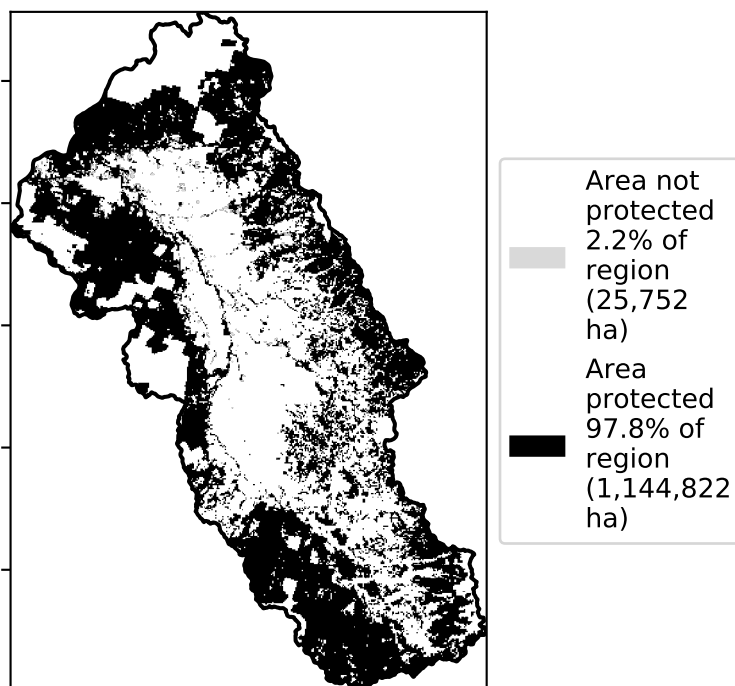 Area not
protected
2.2% of
region
(25,752
ha)
Area
protected
97.8% of
region
(1,144,822
ha)